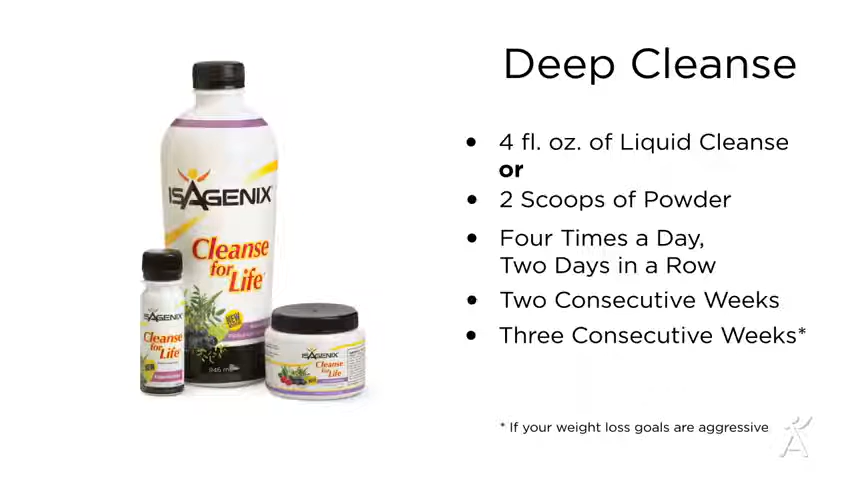 Deep Cleanse
• 4 fl. oz. of Liquid Cleanse
or
• 2 Scoops of Powder
• Four Times a Day,
Two Days in a Row
• Two Consecutive Weeks
• Three Consecutive Weeks*
* If your weight loss goals are aggressive
ISAGENIX
Cleanse
for
Life
NEW
946 ml
ISAGENIX
Cleanse
for
Life
NEW
ISAGENIX
Cleanse
for Life